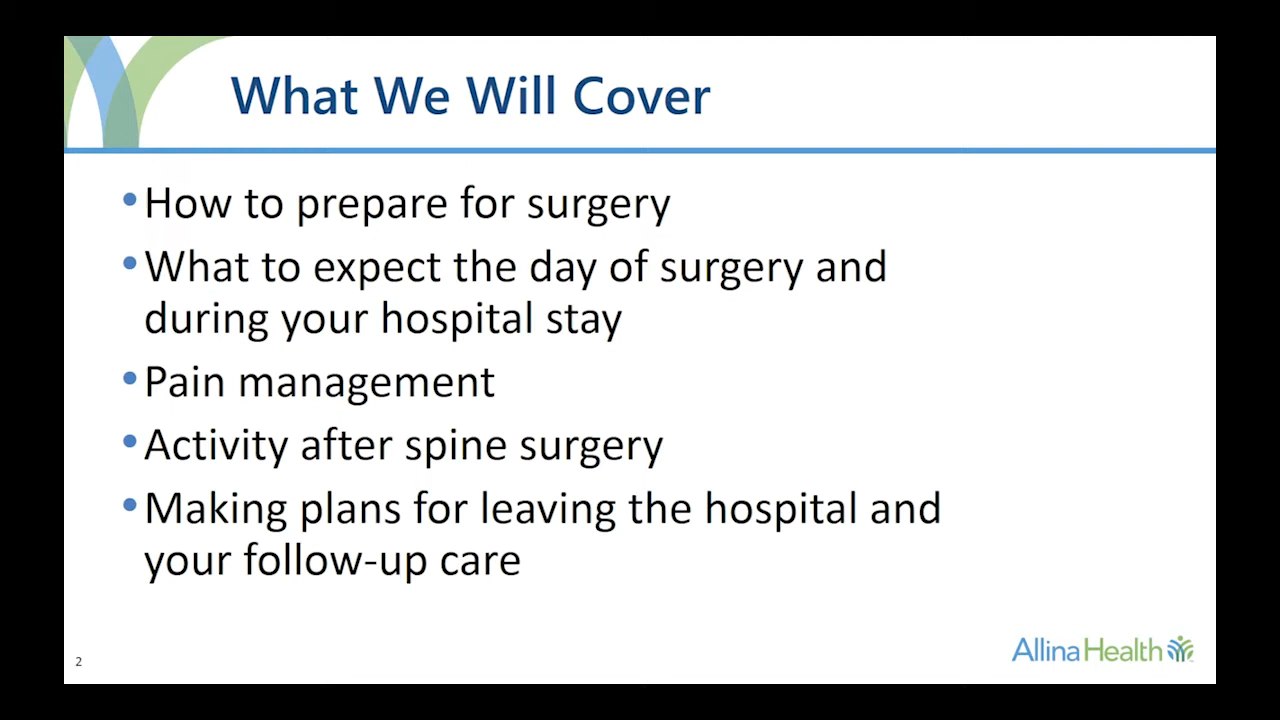 What We Will Cover
•How to prepare for surgery
•What to expect the day of surgery and
during your hospital stay
•Pain management
•Activity after spine surgery
•Making plans for leaving the hospital and
your follow-up care
2
Allina Health